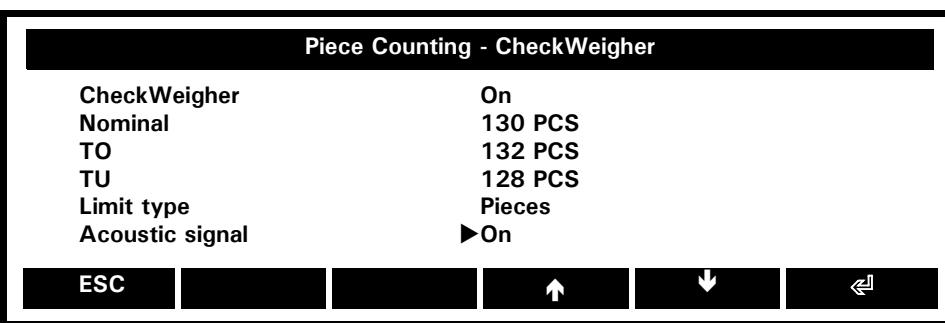 Piece Counting - CheckWeigher
CheckWeigher On
Nominal 130 PCS
TO 132 PCS
TU 128 PCS
Limit type Pieces
Acoustic signal ▶On
ESC